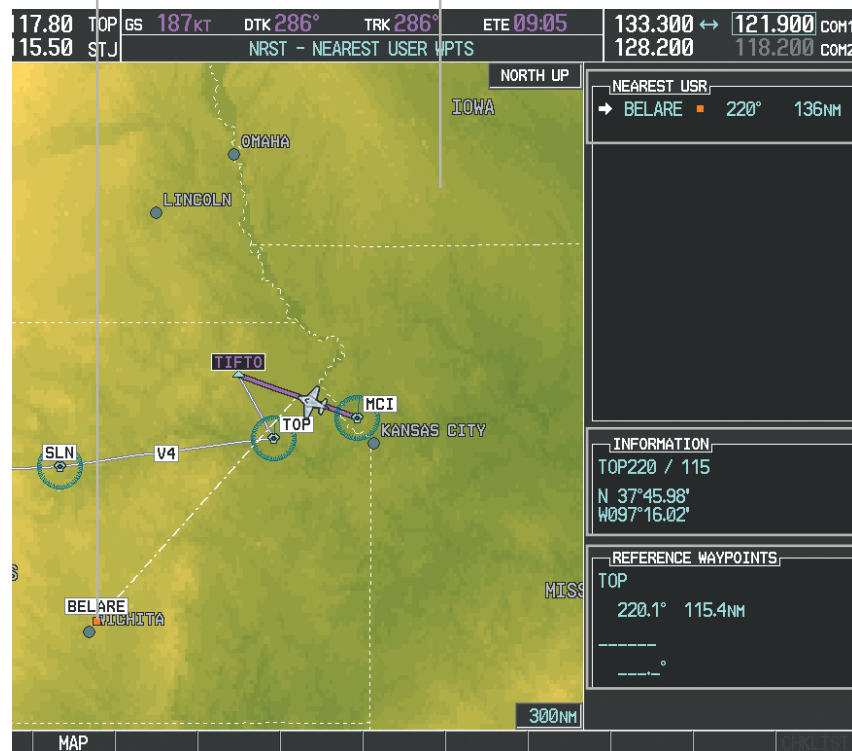 17.80 TOP GS 187KT DTK 286° TRK 286° ETE 09:05 133.300 ↔ 121.900 COM1
15.50 STJ NRST - NEAREST USER WPTS 128.200 118.200 COM2
NORTH UP
IOWA
OMAHA
LINCOLN
TIFTO
MCI
TOP
KANSAS CITY
SLN
V4
S
MISS
BELARE
WICHITA
300NM
NEAREST USR
BELARE 220° 136NM
INFORMATION
TOP220 / 115
N 37°45.98'
W097°16.02'
REFERENCE WAYPOINTS
TOP
220.1° 115.4NM
______
___._°
MAP
CHKLIST